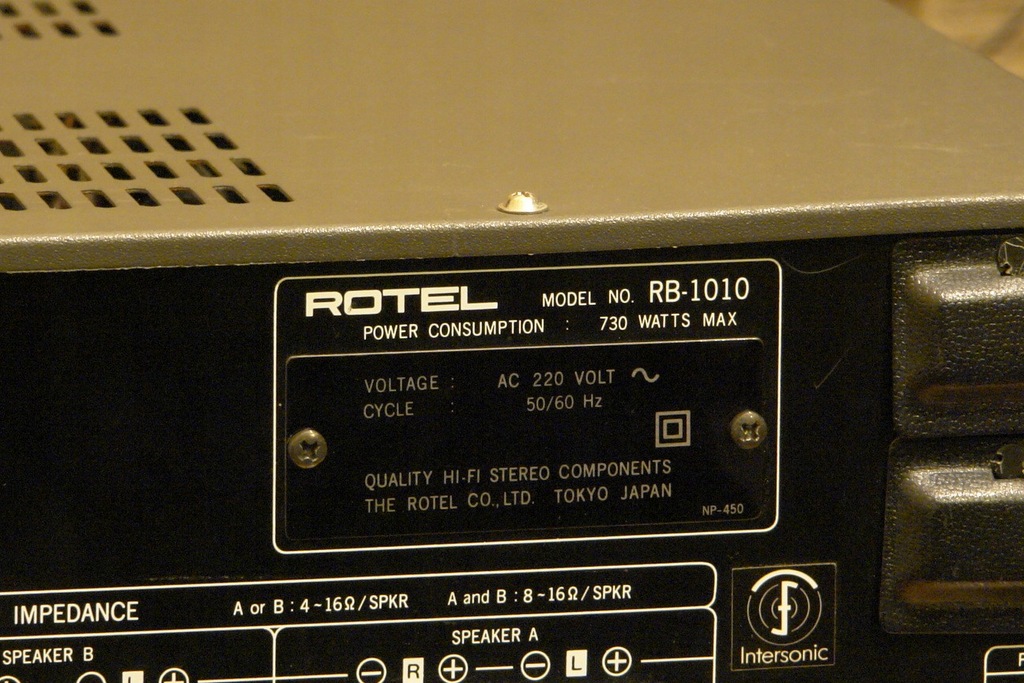 ROTEL MODEL NO. RB-1010
POWER CONSUMPTION : 730 WATTS MAX
VOLTAGE : AC 220 VOLT ~
CYCLE : 50/60 Hz
QUALITY HI-FI STEREO COMPONENTS
THE ROTEL CO., LTD. TOKYO JAPAN
NP-450
IMPEDANCE A or B : 4~16Ω/SPKR A and B : 8~16Ω/SPKR
SPEAKER B
SPEAKER A
L
- R + - L +
Intersonic